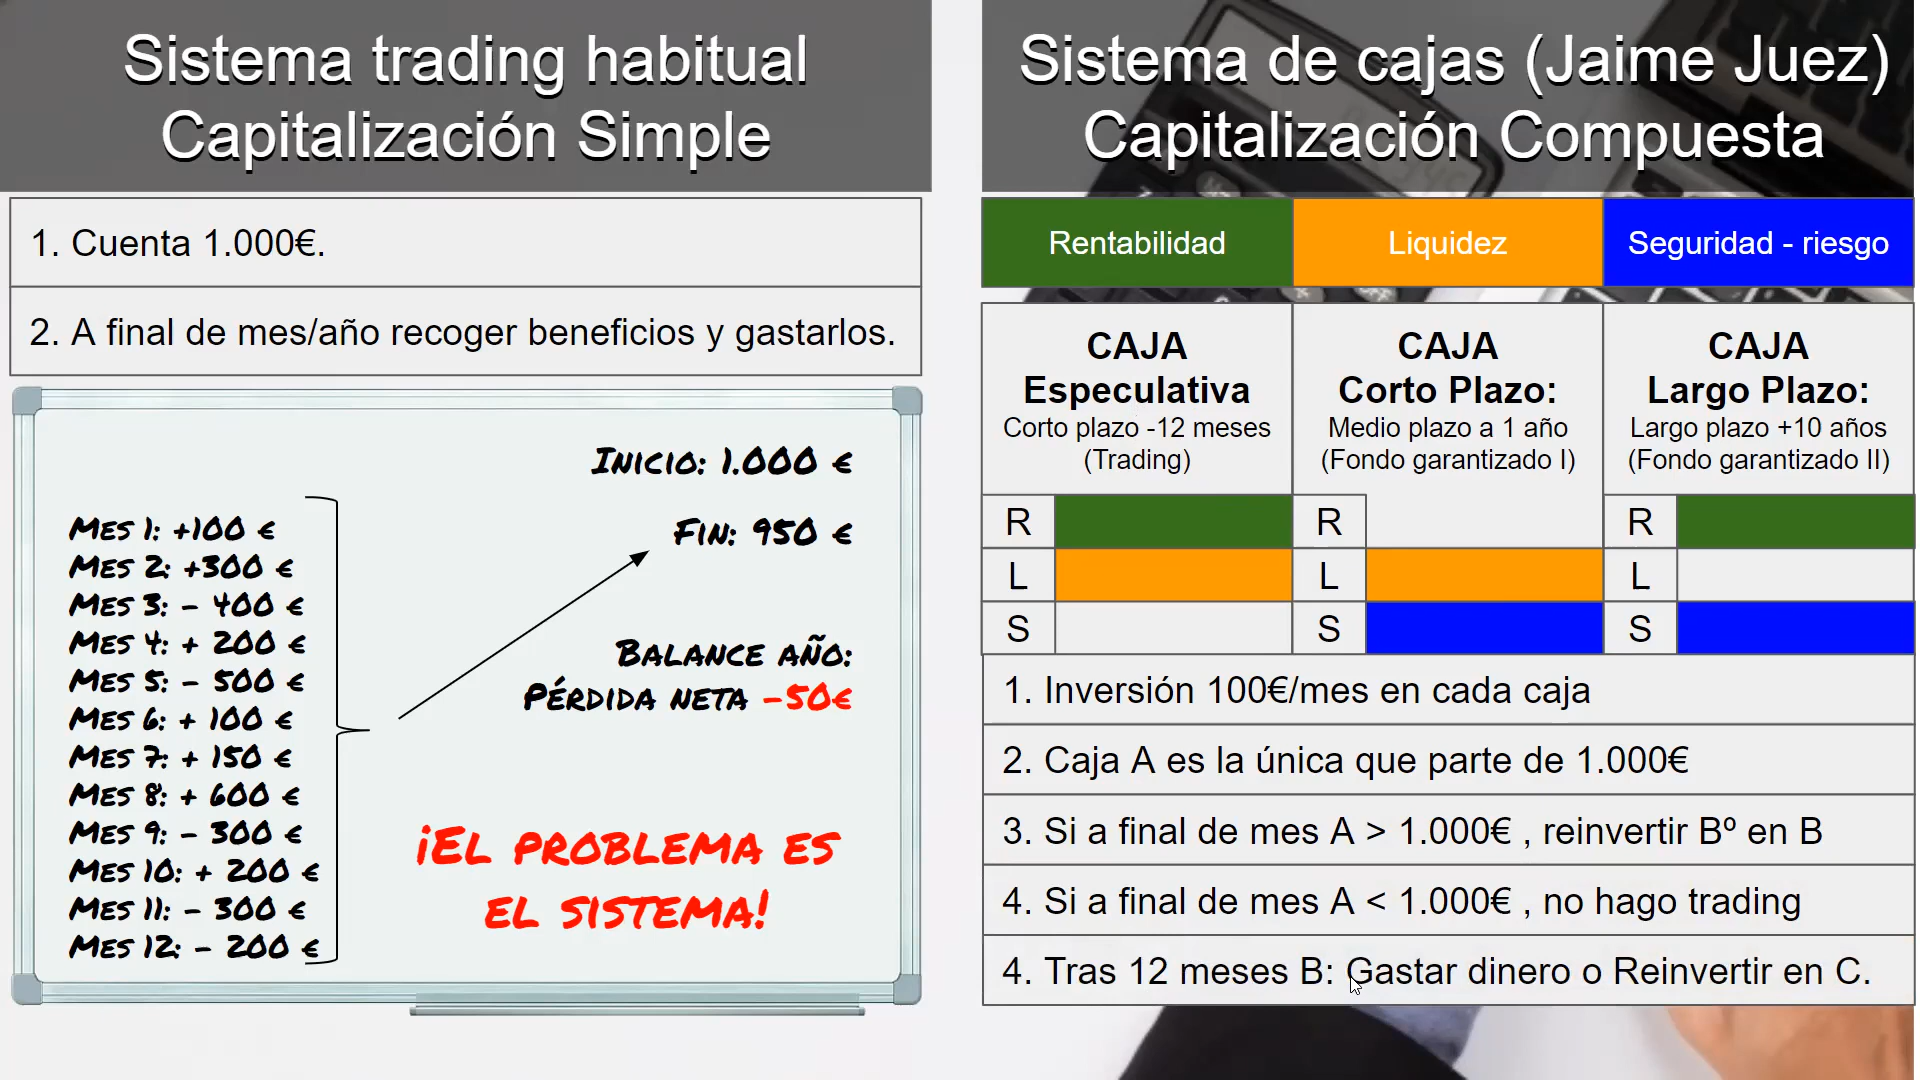 Sistema trading habitual
Capitalización Simple
1. Cuenta 1.000€.
2. A final de mes/año recoger beneficios y gastarlos.
Inicio: 1.000 €
Fin: 950 €
Mes 1: +100 €
Mes 2: +300 €
Mes 3: - 400 €
Mes 4: + 200 €
Mes 5: - 500 €
Mes 6: + 100 €
Mes 7: + 150 €
Mes 8: + 600 €
Mes 9: - 300 €
Mes 10: + 200 €
Mes 11: - 300 €
Mes 12: - 200 €
Balance año:
Pérdida neta -50€
¡El problema es
el sistema!
Sistema de cajas (Jaime Juez)
Capitalización Compuesta
Rentabilidad
Liquidez
Seguridad - riesgo
CAJA
Especulativa
Corto plazo -12 meses
(Trading)
CAJA
Corto Plazo:
Medio plazo a 1 año
(Fondo garantizado I)
CAJA
Largo Plazo:
Largo plazo +10 años
(Fondo garantizado II)
R
R
R
L
L
L
S
S
S
1. Inversión 100€/mes en cada caja
2. Caja A es la única que parte de 1.000€
3. Si a final de mes A > 1.000€ , reinvertir Bº en B
4. Si a final de mes A < 1.000€ , no hago trading
4. Tras 12 meses B: Gastar dinero o Reinvertir en C.